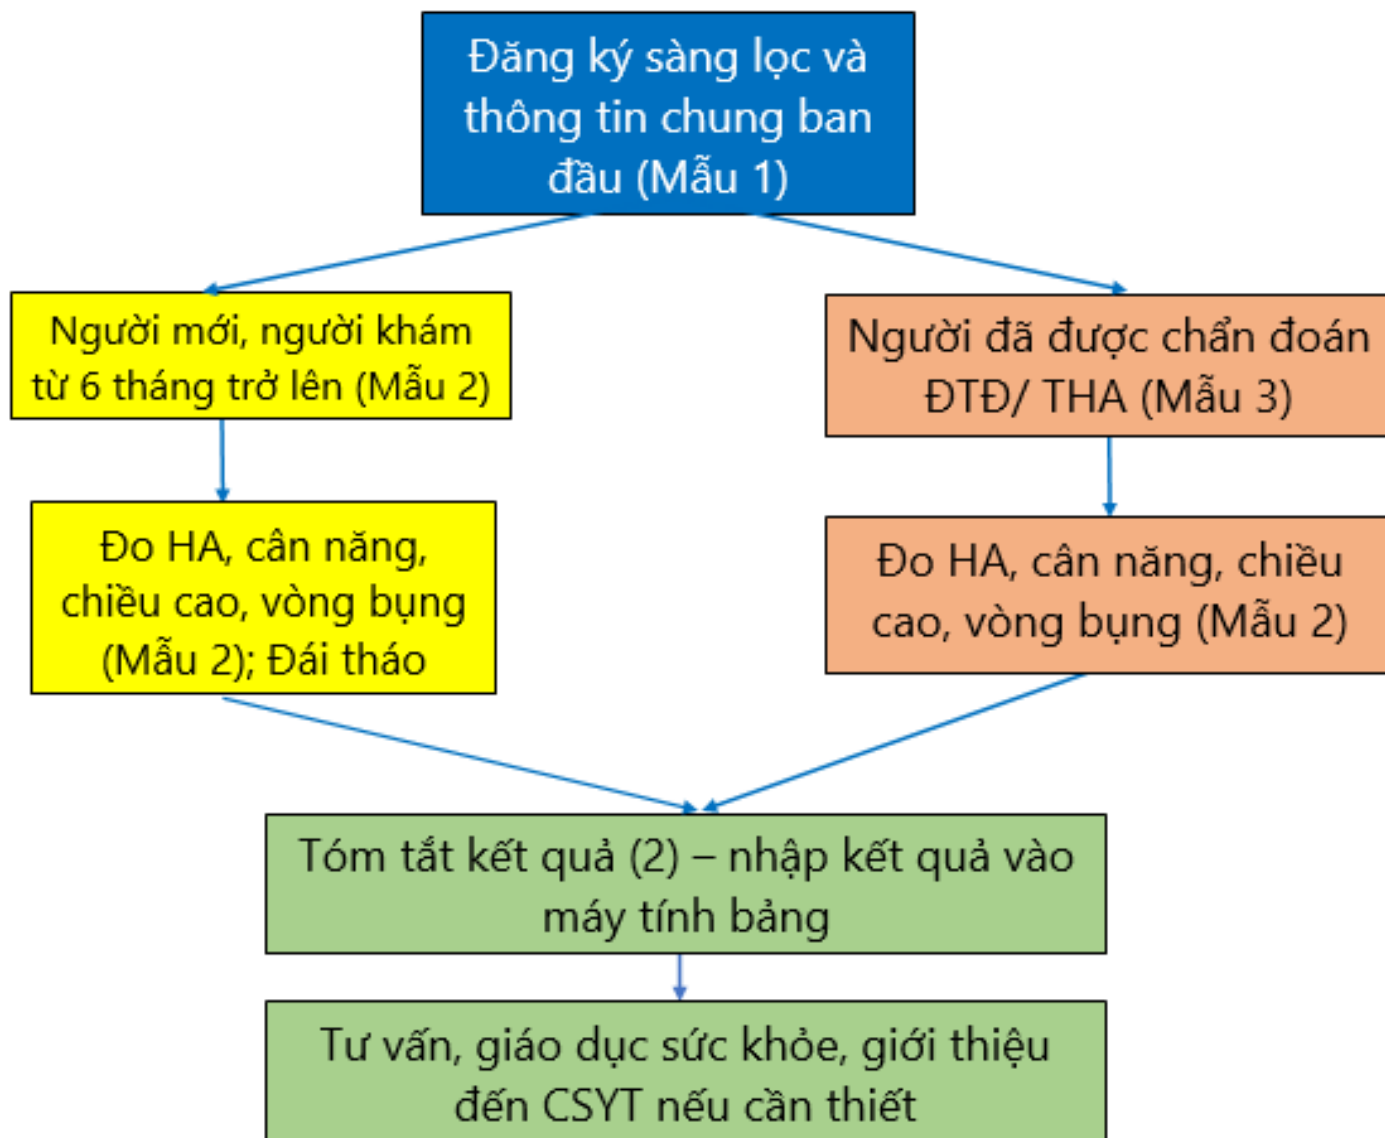 Đăng ký sàng lọc và
thông tin chung ban
đầu (Mẫu 1)
Người mới, người khám
từ 6 tháng trở lên (Mẫu 2)
Người đã được chẩn đoán
ĐTĐ/ THA (Mẫu 3)
Đo HA, cân năng,
chiều cao, vòng bụng
(Mẫu 2); Đái tháo
Đo HA, cân năng, chiều
cao, vòng bụng (Mẫu 2)
Tóm tắt kết quả (2) – nhập kết quả vào
máy tính bảng
Tư vấn, giáo dục sức khỏe, giới thiệu
đến CSYT nếu cần thiết